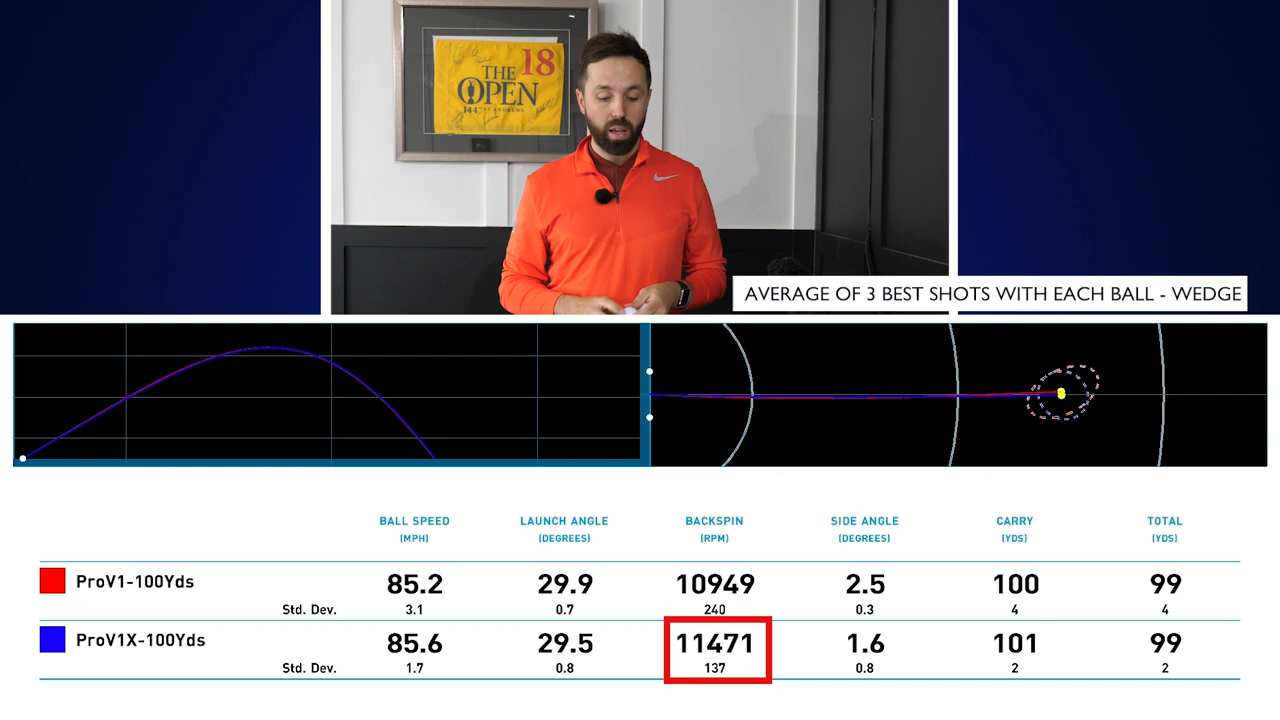 THE 18
OPEN
144TH ST ANDREWS
AVERAGE OF 3 BEST SHOTS WITH EACH BALL - WEDGE
BALL SPEED LAUNCH ANGLE BACKSPIN SIDE ANGLE CARRY TOTAL
(MPH) (DEGREES) (RPM) (DEGREES) (YDS) (YDS)
ProV1-100Yds 85.2 29.9 10949 2.5 100 99
Std. Dev. 3.1 0.7 240 0.3 4 4
ProV1X-100Yds 85.6 29.5 11471 1.6 101 99
Std. Dev. 1.7 0.8 137 0.8 2 2